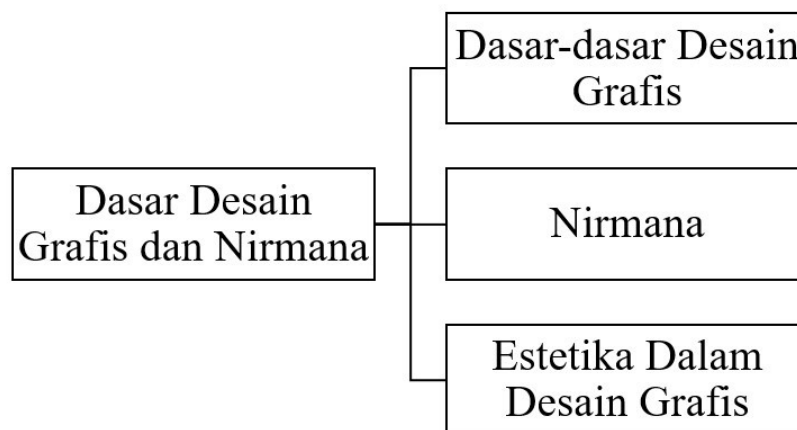 Dasar Desain
Grafis dan Nirmana
Dasar-dasar Desain
Grafis
Nirmana
Estetika Dalam
Desain Grafis